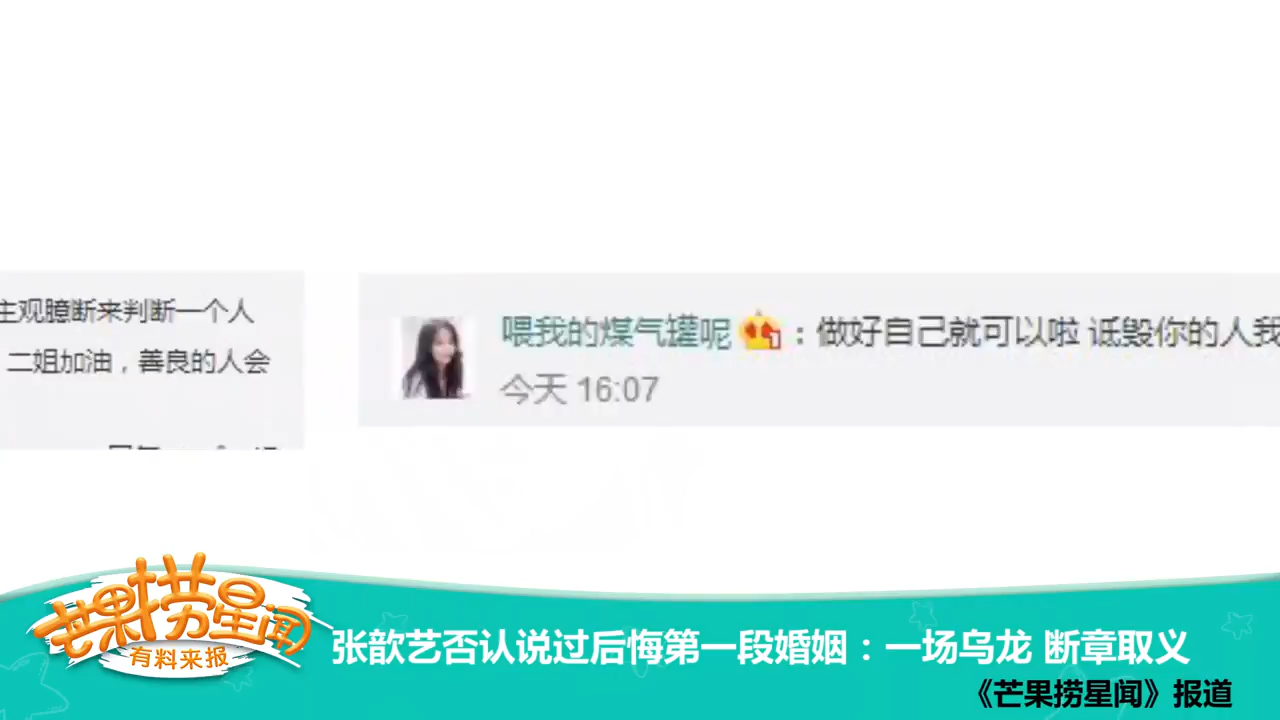 主观臆断来判断一个人
二姐加油，善良的人会
喂我的煤气罐呢：做好自己就可以啦 诋毁你的人我
今天 16:07
芒果捞星闻
有料来报
张歆艺否认说过后悔第一段婚姻：一场乌龙 断章取义
《芒果捞星闻》报道